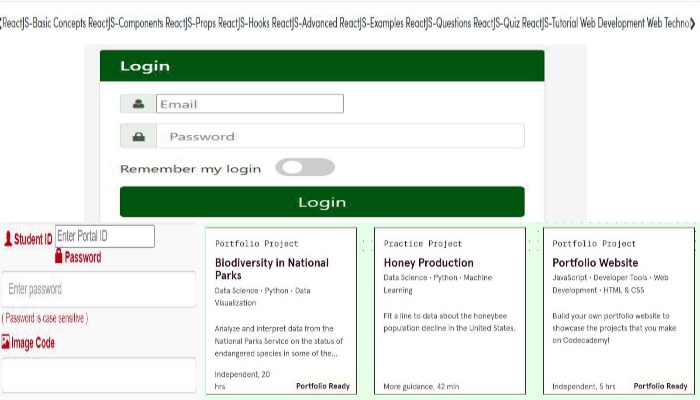 ReactJS-Basic Concepts ReactJS-Components ReactJS-Props ReactJS-Hooks ReactJS-Advanced ReactJS-Examples ReactJS-Questions ReactJS-Quiz ReactJS-Tutorial Web Development Web Techno
Login
Email
Password
Remember my login
Login
Student ID
Enter Portal ID
Password
Enter password
( Password is case sensitive )
Image Code
Portfolio Project
Biodiversity in National
Parks
Data Science • Python • Data
Visualization
Analyze and interpret data from the
National Parks Service on the status of
endangered species in some of the...
Independent, 20
hrs
Portfolio Ready
Practice Project
Honey Production
Data Science • Python • Machine
Learning
Fit a line to data about the honeybee
population decline in the United States.
More guidance, 42 min
Portfolio Project
Portfolio Website
JavaScript • Developer Tools • Web
Development • HTML & CSS
Build your own portfolio website to
showcase the projects that you make
on Codecademy!
Independent, 5 hrs
Portfolio Ready